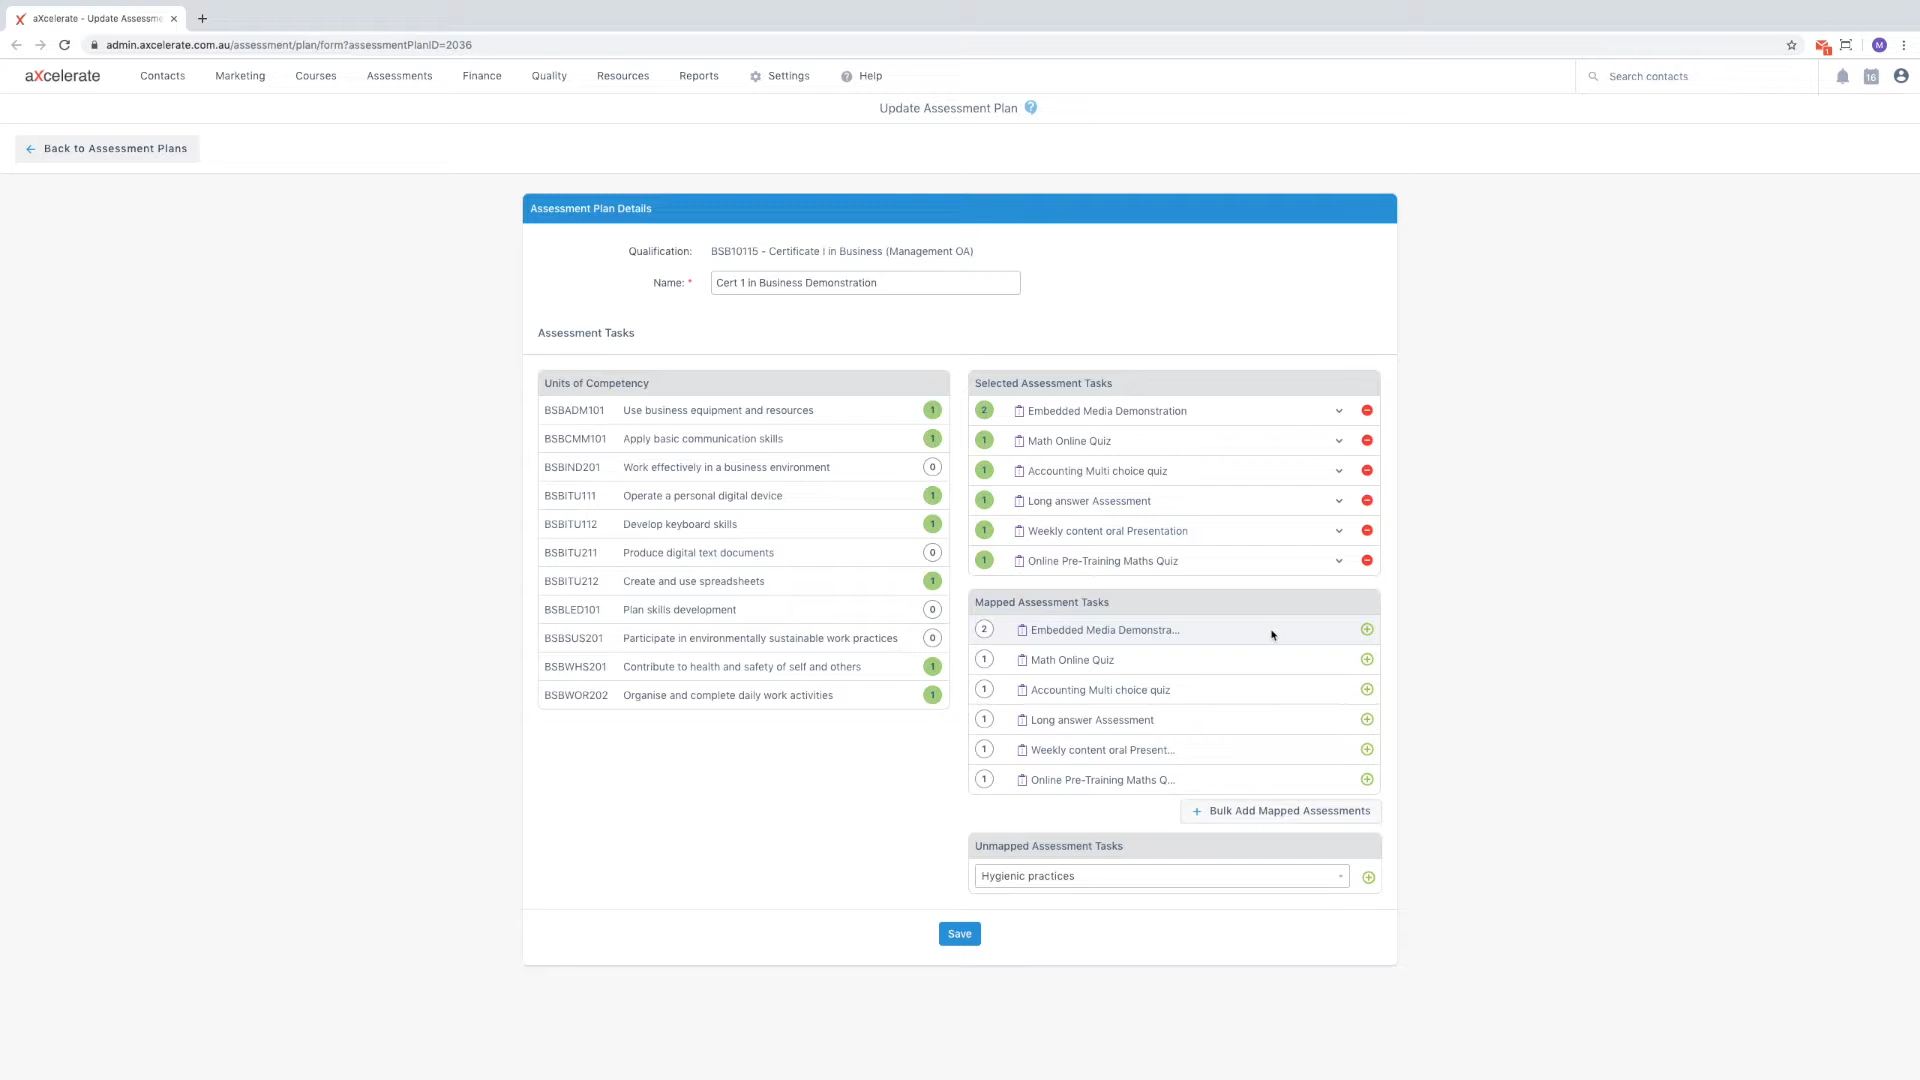 aXcelerate - Update Assessme
admin.axcelerate.com.au/assessment/plan/form?assessmentPlanID=2036
1
M
aXcelerate
Contacts
Marketing
Courses
Assessments
Finance
Quality
Resources
Reports
Settings
Help
Search contacts
16
Update Assessment Plan ?
Back to Assessment Plans
Assessment Plan Details
Qualification: BSB10115 - Certificate I in Business (Management OA)
Name: * Cert 1 in Business Demonstration
Assessment Tasks
Units of Competency
BSBADM101 Use business equipment and resources 1
BSBCMM101 Apply basic communication skills 1
BSBIND201 Work effectively in a business environment 0
BSBITU111 Operate a personal digital device 1
BSBITU112 Develop keyboard skills 1
BSBITU211 Produce digital text documents 0
BSBITU212 Create and use spreadsheets 1
BSBLED101 Plan skills development 0
BSBSUS201 Participate in environmentally sustainable work practices 0
BSBWHS201 Contribute to health and safety of self and others 1
BSBWOR202 Organise and complete daily work activities 1
Selected Assessment Tasks
2 Embedded Media Demonstration
1 Math Online Quiz
1 Accounting Multi choice quiz
1 Long answer Assessment
1 Weekly content oral Presentation
1 Online Pre-Training Maths Quiz
Mapped Assessment Tasks
2 Embedded Media Demonstra...
1 Math Online Quiz
1 Accounting Multi choice quiz
1 Long answer Assessment
1 Weekly content oral Present...
1 Online Pre-Training Maths Q...
+ Bulk Add Mapped Assessments
Unmapped Assessment Tasks
Hygienic practices
Save